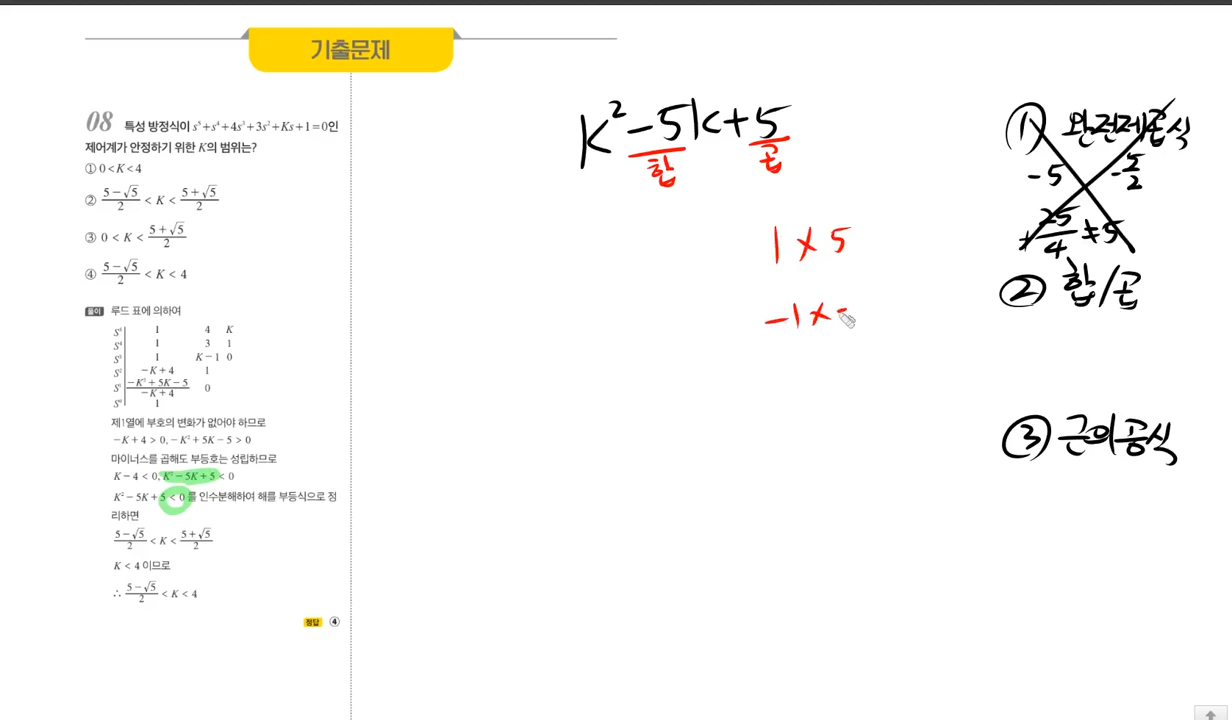 기출문제
08 특성 방정식이 s⁵+s⁴+4s³+3s²+Ks+1=0인
제어계가 안정하기 위한 K의 범위는?
① 0<K<4
② (5-√5)/2 < K < (5+√5)/2
③ 0 < K < (5+√5)/2
④ (5-√5)/2 < K < 4
풀이 루드 표에 의하여
1 4 K
S⁴ 1 3 1
S³ 1 K-1 0
S² -K+4 1
S¹ (-K²+5K-5)/(-K+4) 0
S⁰ 1
제1열에 부호의 변화가 없어야 하므로
-K+4>0, -K²+5K-5>0
마이너스를 곱해도 부등호는 성립하므로
K-4<0, K²-5K+5<0
K²-5K+5<0를 인수분해하여 해를 부등식으로 정
리하면
(5-√5)/2 < K < (5+√5)/2
K<4이므로
∴ (5-√5)/2 < K < 4
정답 ④
K²-5K+5
합 곱
1×5
-1×-
① 완전제곱식
-5 -5/2
25/4 ≠5
② 합/곱
③ 근의공식